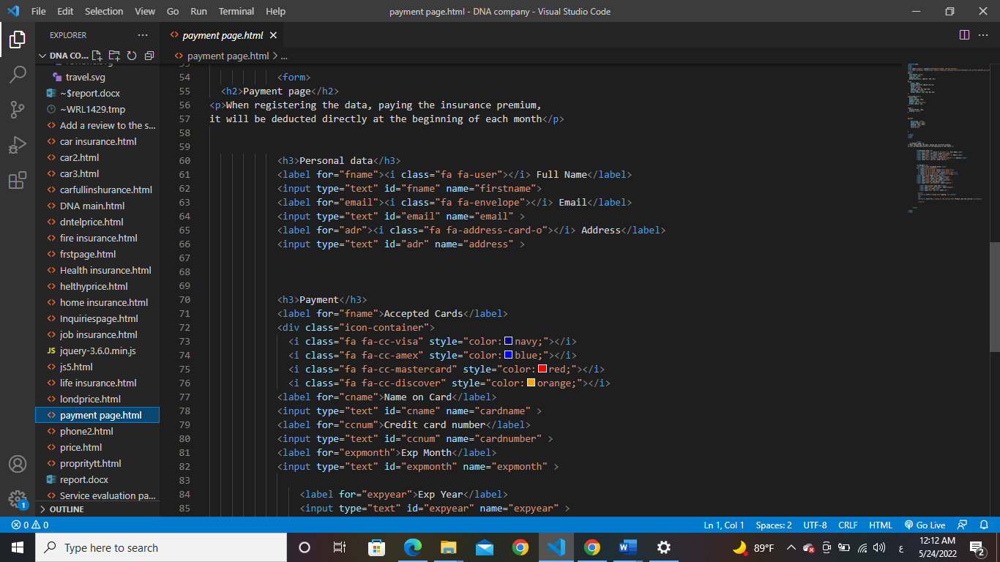 File Edit Selection View Go Run Terminal Help
payment page.html - DNA company - Visual Studio Code
EXPLORER
DNA CO...
travel.svg
~$report.docx
~WRL1429.tmp
Add a review to the s...
car insurance.html
car2.html
car3.html
carfullinshurance.html
DNA main.html
dntelprice.html
fire insurance.html
frstpage.html
Health insurance.html
helthyprice.html
home insurance.html
Inquiriespage.html
job insurance.html
JS jquery-3.6.0.min.js
js5.html
life insurance.html
londprice.html
payment page.html
phone2.html
price.html
propritytt.html
report.docx
Service evaluation pa...
OUTLINE
payment page.html
payment page.html > ...
54 <form>
55 <h2>Payment page</h2>
56 <p>When registering the data, paying the insurance premium,
57 it will be deducted directly at the beginning of each month</p>
58
59
60 <h3>Personal data</h3>
61 <label for="fname"><i class="fa fa-user"></i> Full Name</label>
62 <input type="text" id="fname" name="firstname">
63 <label for="email"><i class="fa fa-envelope"></i> Email</label>
64 <input type="text" id="email" name="email" >
65 <label for="adr"><i class="fa fa-address-card-o"></i> Address</label>
66 <input type="text" id="adr" name="address" >
67
68
69
70 <h3>Payment</h3>
71 <label for="fname">Accepted Cards</label>
72 <div class="icon-container">
73 <i class="fa fa-cc-visa" style="color:navy;"></i>
74 <i class="fa fa-cc-amex" style="color:blue;"></i>
75 <i class="fa fa-cc-mastercard" style="color:red;"></i>
76 <i class="fa fa-cc-discover" style="color:orange;"></i>
77 <label for="cname">Name on Card</label>
78 <input type="text" id="cname" name="cardname" >
79 <label for="ccnum">Credit card number</label>
80 <input type="text" id="ccnum" name="cardnumber" >
81 <label for="expmonth">Exp Month</label>
82 <input type="text" id="expmonth" name="expmonth" >
83
84 <label for="expyear">Exp Year</label>
85 <input type="text" id="expyear" name="expyear" >
1
0 0 Ln 1, Col 1 Spaces: 2 UTF-8 CRLF HTML Go Live
Type here to search
89°F
ع
12:12 AM
5/24/2022
2